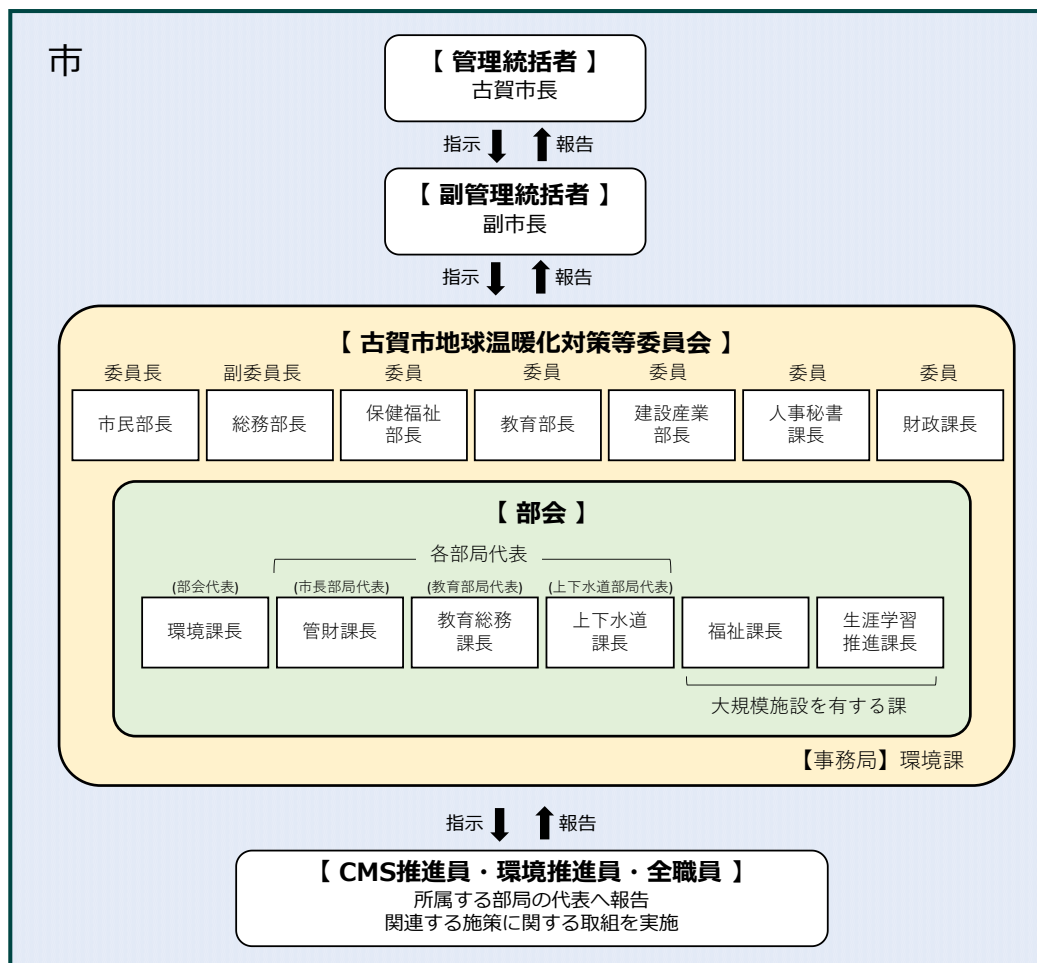 市
【 管理統括者 】
古賀市長
指示 報告
【 副管理統括者 】
副市長
指示 報告
【 古賀市地球温暖化対策等委員会 】
委員長 副委員長 委員 委員 委員 委員 委員
市民部長
総務部長
保健福祉
部長
教育部長
建設産業
部長
人事秘書
課長
財政課長
【 部会 】
各部局代表
(部会代表) (市長部局代表) (教育部局代表) (上下水道部局代表)
環境課長
管財課長
教育総務
課長
上下水道
課長
福祉課長
生涯学習
推進課長
大規模施設を有する課
【事務局】環境課
指示 報告
【 CMS推進員・環境推進員・全職員 】
所属する部局の代表へ報告
関連する施策に関する取組を実施